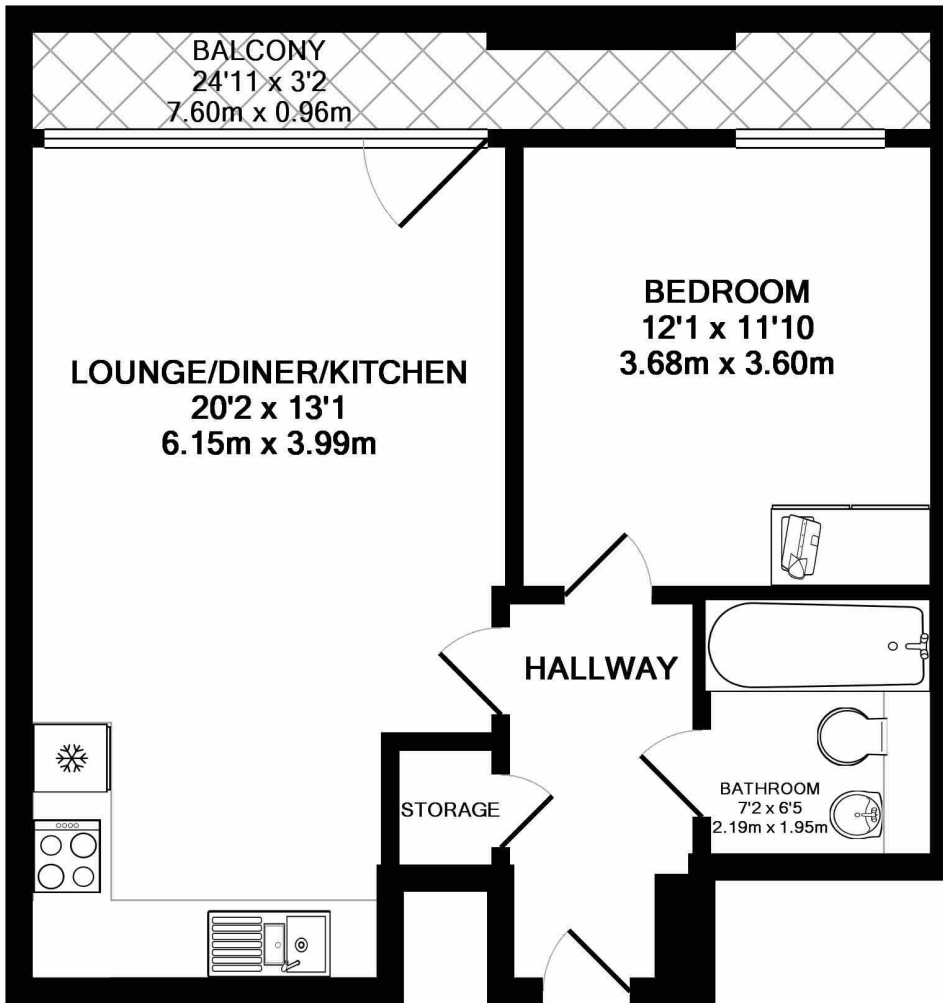 BALCONY
24'11 x 3'2
7.60m x 0.96m
BEDROOM
12'1 x 11'10
3.68m x 3.60m
LOUNGE/DINER/KITCHEN
20'2 x 13'1
6.15m x 3.99m
HALLWAY
STORAGE
BATHROOM
7'2 x 6'5
2.19m x 1.95m